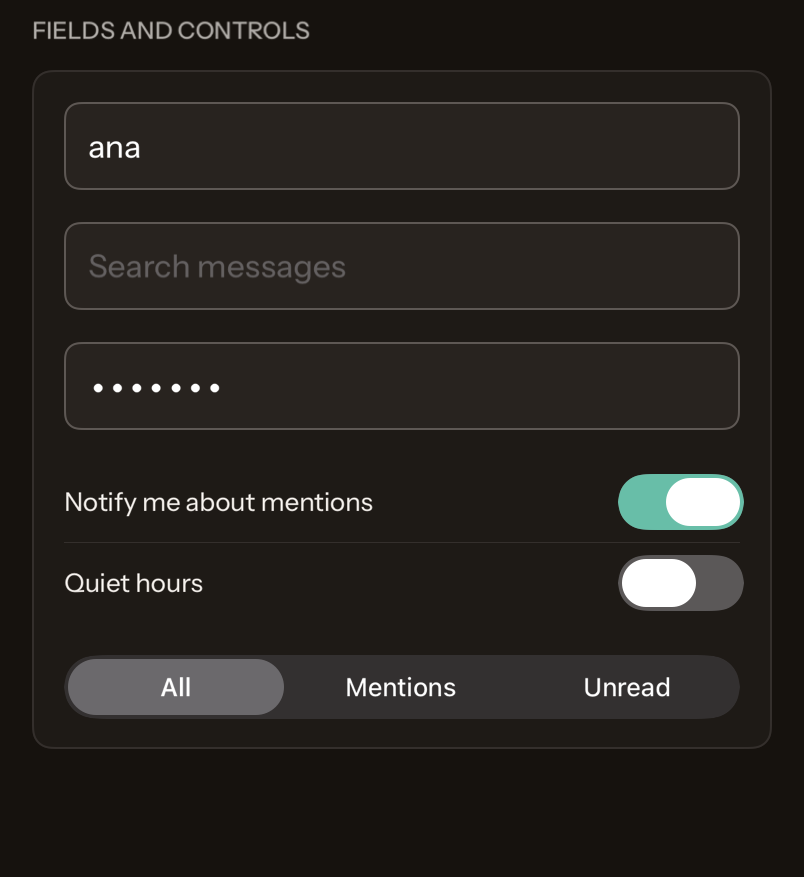 FIELDS AND CONTROLS
ana
Search messages
•••••••
Notify me about mentions
Quiet hours
All Mentions Unread